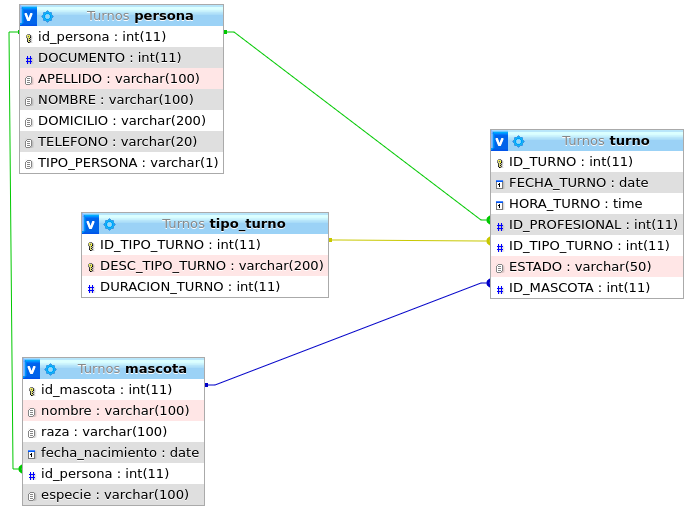 v Turnos persona
id_persona : int(11)
# DOCUMENTO : int(11)
APELLIDO : varchar(100)
NOMBRE : varchar(100)
DOMICILIO : varchar(200)
TELEFONO : varchar(20)
TIPO_PERSONA : varchar(1)
v Turnos turno
ID_TURNO : int(11)
FECHA_TURNO : date
HORA_TURNO : time
# ID_PROFESIONAL : int(11)
# ID_TIPO_TURNO : int(11)
ESTADO : varchar(50)
# ID_MASCOTA : int(11)
v Turnos tipo_turno
ID_TIPO_TURNO : int(11)
DESC_TIPO_TURNO : varchar(200)
# DURACION_TURNO : int(11)
v Turnos mascota
id_mascota : int(11)
nombre : varchar(100)
raza : varchar(100)
fecha_nacimiento : date
# id_persona : int(11)
especie : varchar(100)